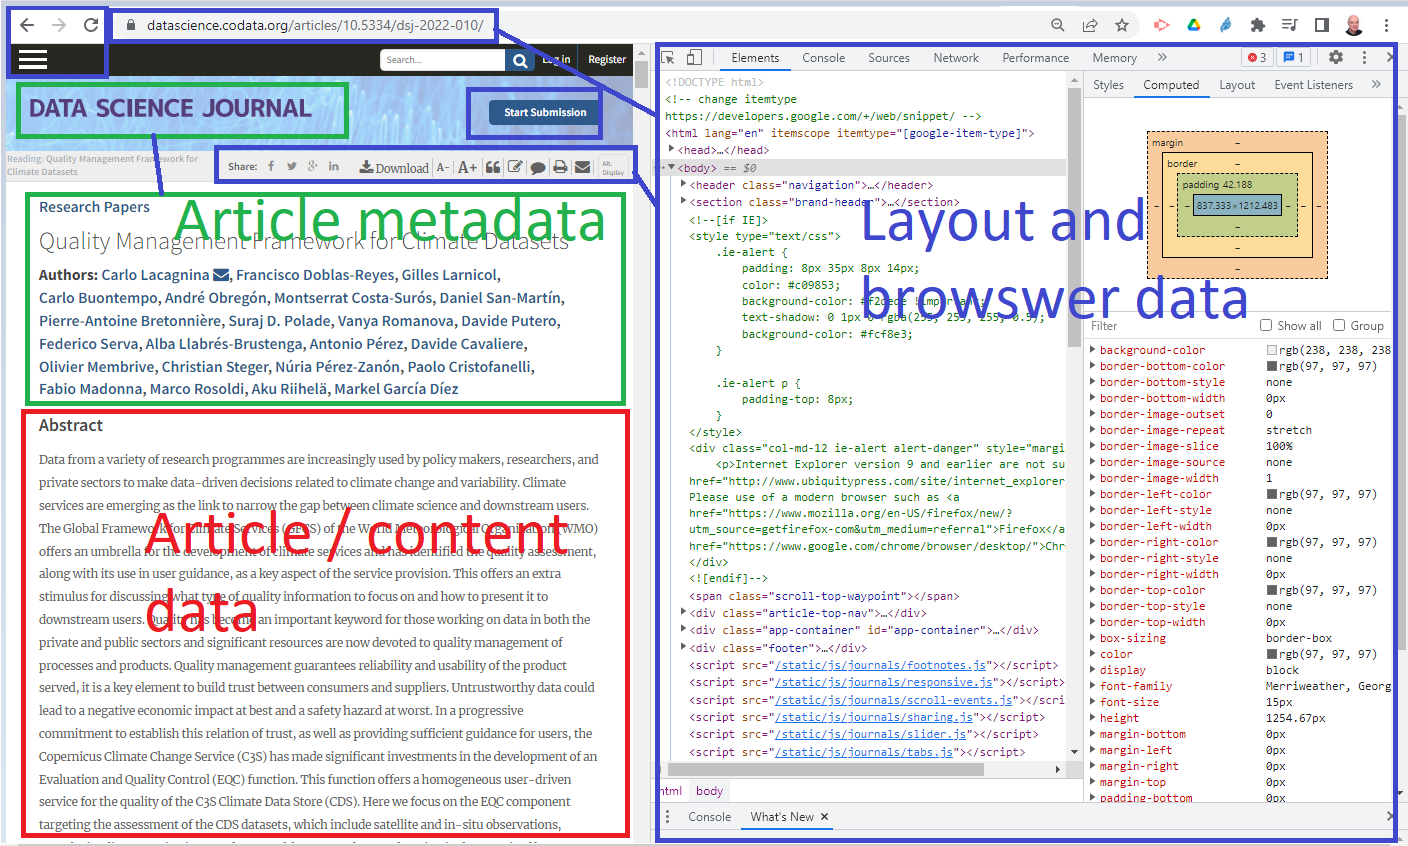 datascience.codata.org/articles/10.5334/dsj-2022-010/
Search...
Log in
Register
DATA SCIENCE JOURNAL
Start Submission
Reading: Quality Management Framework for
Climate Datasets
Share:
Download
A-
A+
Alt.
Display
Research Papers
Article metadata
Quality Management Framework for Climate Datasets
Authors: Carlo Lacagnina , Francisco Doblas-Reyes, Gilles Larnicol,
Carlo Buontempo, André Obregón, Montserrat Costa-Surós, Daniel San-Martín,
Pierre-Antoine Bretonnière, Suraj D. Polade, Vanya Romanova, Davide Putero,
Federico Serva, Alba Llabrés-Brustenga, Antonio Pérez, Davide Cavaliere,
Olivier Membrive, Christian Steger, Núria Pérez-Zanón, Paolo Cristofanelli,
Fabio Madonna, Marco Rosoldi, Aku Riihelä, Markel García Díez
Abstract
Data from a variety of research programmes are increasingly used by policy makers, researchers, and
private sectors to make data-driven decisions related to climate change and variability. Climate
services are emerging as the link to narrow the gap between climate science and downstream users.
The Global Framework for Climate Services (GFCS) of the World Meteorological Organisation (WMO)
offers an umbrella for the development of climate services and has identified the quality assessment,
along with its use in user guidance, as a key aspect of the service provision. This offers an extra
stimulus for discussing what type of quality information to focus on and how to present it to
downstream users. Quality has become an important keyword for those working on data in both the
private and public sectors and significant resources are now devoted to quality management of
processes and products. Quality management guarantees reliability and usability of the product
served, it is a key element to build trust between consumers and suppliers. Untrustworthy data could
lead to a negative economic impact at best and a safety hazard at worst. In a progressive
commitment to establish this relation of trust, as well as providing sufficient guidance for users, the
Copernicus Climate Change Service (C3S) has made significant investments in the development of an
Evaluation and Quality Control (EQC) function. This function offers a homogeneous user-driven
service for the quality of the C3S Climate Data Store (CDS). Here we focus on the EQC component
targeting the assessment of the CDS datasets, which include satellite and in-situ observations,
Article / content
data
Elements
Console
Sources
Network
Performance
Memory
3
1
<!DOCTYPE html>
<!-- change itemtype
https://developers.google.com/+/web/snippet/ -->
<html lang="en" itemscope itemtype="[google-item-type]">
<head>…</head>
<body> == $0
<header class="navigation">…</header>
<section class="brand-header">…</section>
<!--[if IE]>
<style type="text/css">
.ie-alert {
padding: 8px 35px 8px 14px;
color: #c09853;
background-color: #f2dede !important;
text-shadow: 0 1px 0 rgba(255, 255, 255, 0.5);
background-color: #fcf8e3;
}
.ie-alert p {
padding-top: 8px;
}
</style>
<div class="col-md-12 ie-alert alert-danger" style="margi
<p>Internet Explorer version 9 and earlier are not su
href="http://www.ubiquitypress.com/site/internet_explorer
Please use of a modern browser such as <a
href="https://www.mozilla.org/en-US/firefox/new/?
utm_source=getfirefox-com&utm_medium=referral">Firefox</a
href="https://www.google.com/chrome/browser/desktop/">Chr
</div>
<![endif]-->
<span class="scroll-top-waypoint"></span>
<div class="article-top-nav">…</div>
<div class="app-container" id="app-container">…</div>
<div class="footer">…</div>
<script src="/static/js/journals/footnotes.js"></script>
<script src="/static/js/journals/responsive.js"></script>
<script src="/static/js/journals/scroll-events.js"></scri
<script src="/static/js/journals/sharing.js"></script>
<script src="/static/js/journals/slider.js"></script>
<script src="/static/js/journals/tabs.js"></script>
html
body
Console
What's New
Layout and
browswer data
Styles
Computed
Layout
Event Listeners
margin
–
border
–
padding 42.188
– – – 837.333×1212.483 – – –
–
–
Filter
Show all
Group
background-color rgb(238, 238, 238
border-bottom-color rgb(97, 97, 97)
border-bottom-style none
border-bottom-width 0px
border-image-outset 0
border-image-repeat stretch
border-image-slice 100%
border-image-source none
border-image-width 1
border-left-color rgb(97, 97, 97)
border-left-style none
border-left-width 0px
border-right-color rgb(97, 97, 97)
border-right-style none
border-right-width 0px
border-top-color rgb(97, 97, 97)
border-top-style none
border-top-width 0px
box-sizing border-box
color rgb(97, 97, 97)
display block
font-family Merriweather, Georg
font-size 15px
height 1254.67px
margin-bottom 0px
margin-left 0px
margin-right 0px
margin-top 0px
padding-bottom 0px